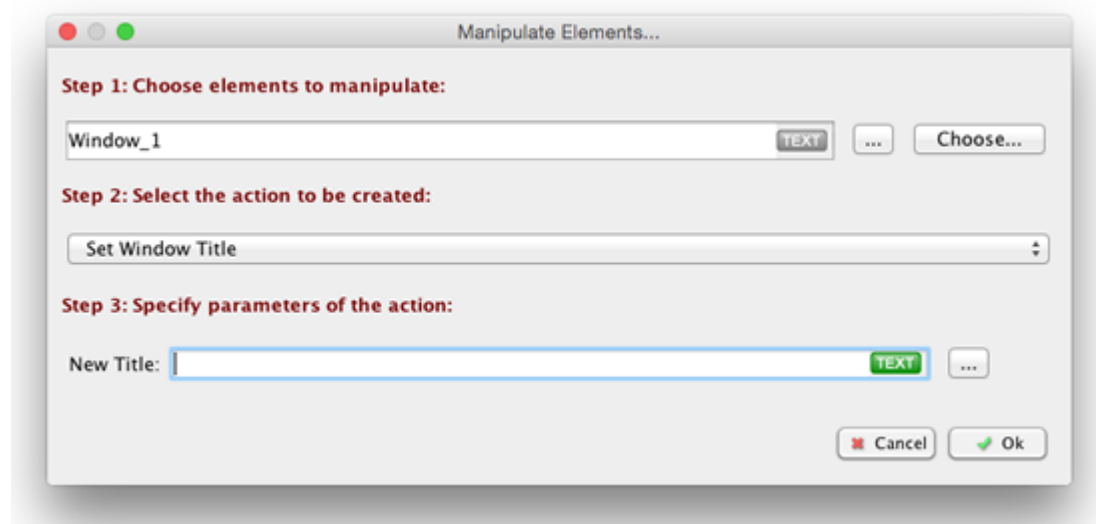 Manipulate Elements...
Step 1: Choose elements to manipulate:
Window_1 TEXT ... Choose...
Step 2: Select the action to be created:
Set Window Title
Step 3: Specify parameters of the action:
New Title: TEXT ...
Cancel Ok